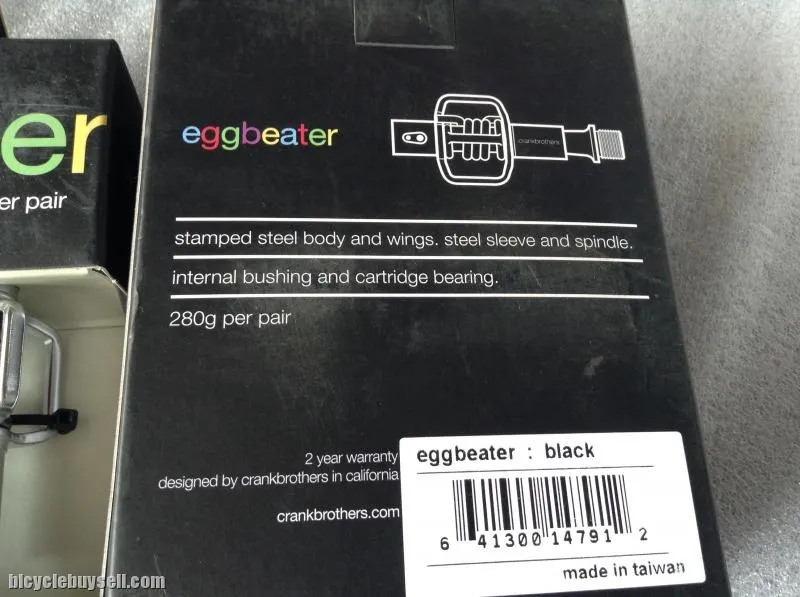 er
er pair
eggbeater
crankbrothers
stamped steel body and wings. steel sleeve and spindle.
internal bushing and cartridge bearing.
280g per pair
2 year warranty
designed by crankbrothers in california
crankbrothers.com
eggbeater : black
6 41300 14791 2
made in taiwan
bicyclebuysell.com